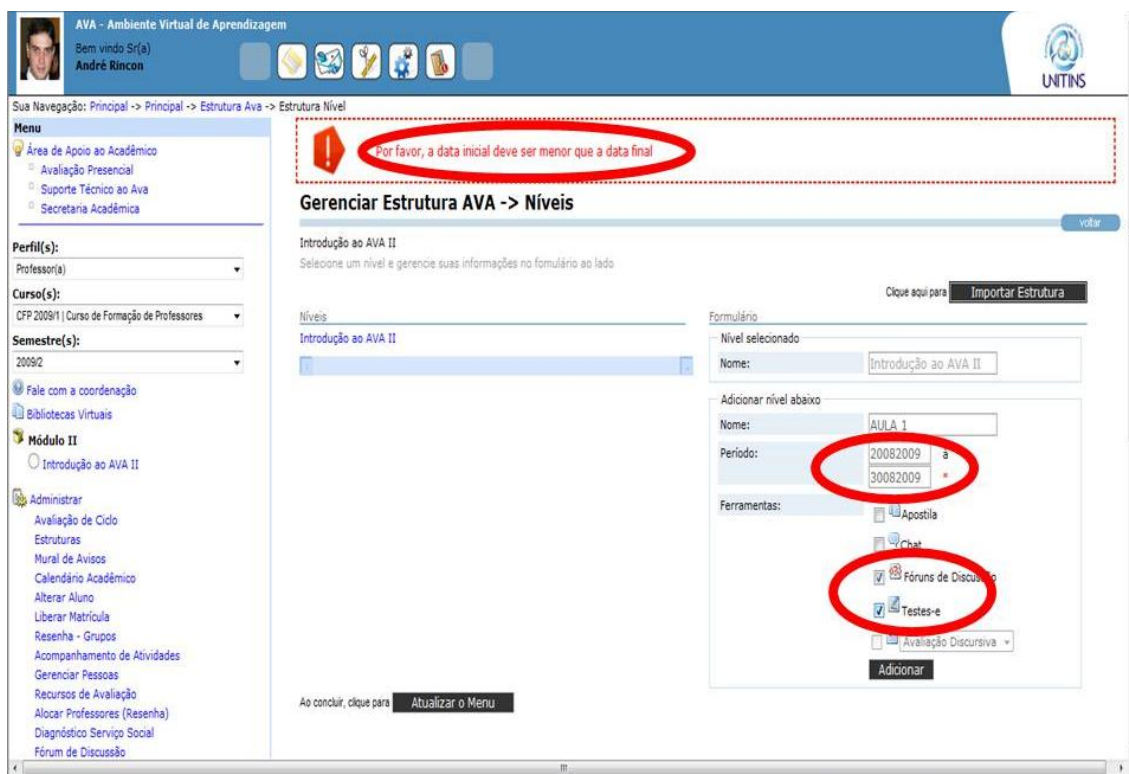 AVA - Ambiente Virtual de Aprendizagem
Bem vindo Sr(a)
André Rincon
UNITINS
Sua Navegação: Principal -> Principal -> Estrutura Ava -> Estrutura Nível
Menu
Área de Apoio ao Acadêmico
Avaliação Presencial
Suporte Técnico ao Ava
Secretaria Acadêmica
Perfil(s):
Professor(a)
Curso(s):
CFP 2009/1 | Curso de Formação de Professores
Semestre(s):
2009/2
Fale com a coordenação
Bibliotecas Virtuais
Módulo II
Introdução ao AVA II
Administrar
Avaliação de Ciclo
Estruturas
Mural de Avisos
Calendário Acadêmico
Alterar Aluno
Liberar Matrícula
Resenha - Grupos
Acompanhamento de Atividades
Gerenciar Pessoas
Recursos de Avaliação
Alocar Professores (Resenha)
Diagnóstico Serviço Social
Fórum de Discussão
Por favor, a data inicial deve ser menor que a data final
Gerenciar Estrutura AVA -> Níveis
voltar
Introdução ao AVA II
Selecione um nível e gerencie suas informações no fomulário ao lado
Clique aqui para Importar Estrutura
Níveis
Introdução ao AVA II
Formulário
Nível selecionado
Nome: Introdução ao AVA II
Adicionar nível abaixo
Nome: AULA 1
Período: 20082009 a
30082009 *
Ferramentas:
Apostila
Chat
Fóruns de Discussão
Testes-e
Avaliação Discursiva
Adicionar
Ao concluir, clique para Atualizar o Menu